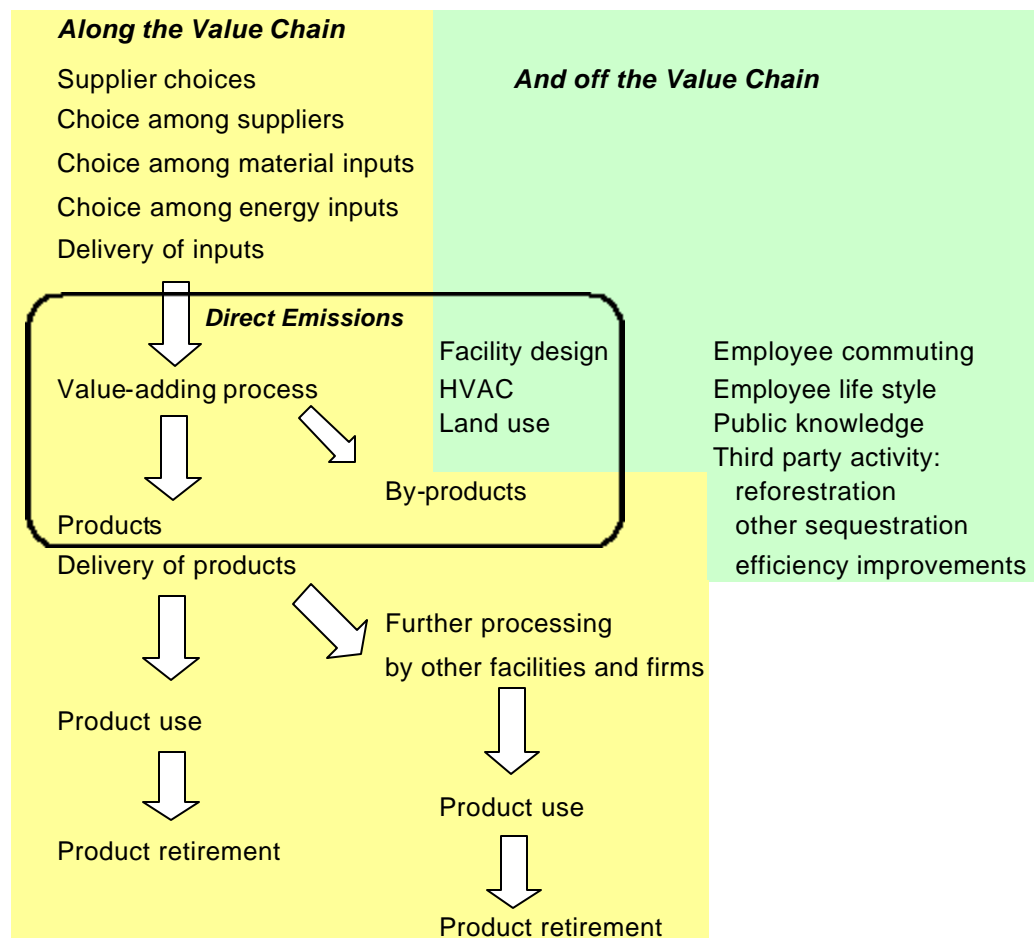 Along the Value Chain
Supplier choices
And off the Value Chain
Choice among suppliers
Choice among material inputs
Choice among energy inputs
Delivery of inputs
Direct Emissions
Facility design
Employee commuting
Value-adding process
HVAC
Employee life style
Land use
Public knowledge
Third party activity:
By-products
reforestration
Products
other sequestration
Delivery of products
efficiency improvements
Further processing
by other facilities and firms
Product use
Product use
Product retirement
Product retirement